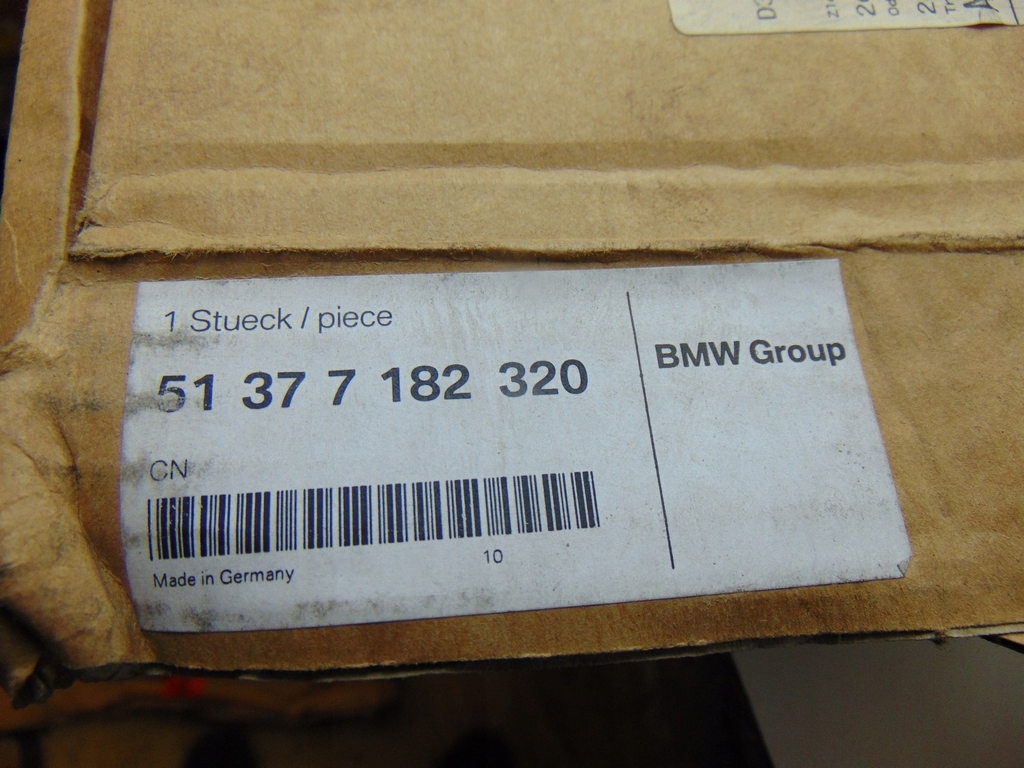 1 Stueck / piece
51 37 7 182 320
BMW Group
CN
10
Made in Germany